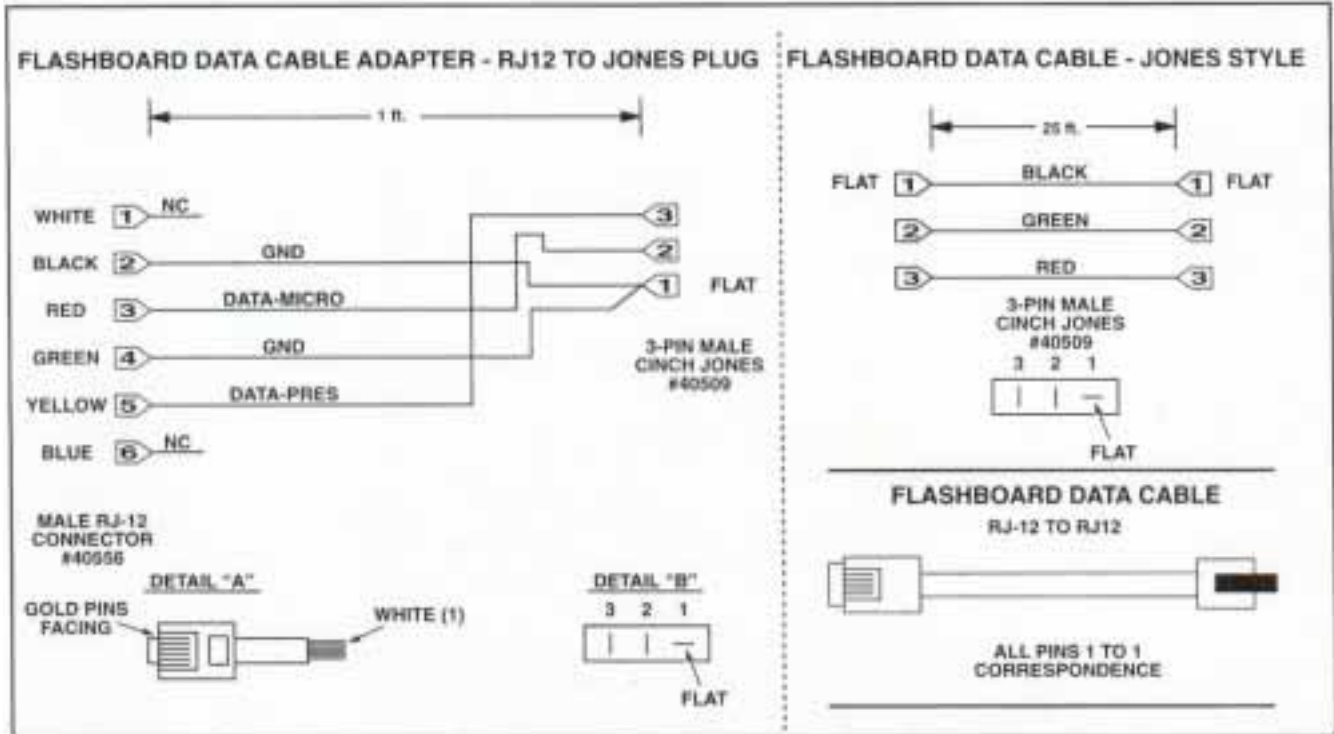 FLASHBOARD DATA CABLE ADAPTER - RJ12 TO JONES PLUG
1 ft.
WHITE 1 NC
BLACK 2 GND
RED 3 DATA-MICRO
GREEN 4 GND
YELLOW 5 DATA-PRES
BLUE 6 NC
3
2
1 FLAT
3-PIN MALE
CINCH JONES
#40509
MALE RJ-12
CONNECTOR
#40556
DETAIL "A"
GOLD PINS
FACING
WHITE (1)
DETAIL "B"
3 2 1
FLAT
FLASHBOARD DATA CABLE - JONES STYLE
25 ft.
FLAT 1 BLACK 1 FLAT
2 GREEN 2
3 RED 3
3-PIN MALE
CINCH JONES
#40509
3 2 1
FLAT
FLASHBOARD DATA CABLE
RJ-12 TO RJ12
ALL PINS 1 TO 1
CORRESPONDENCE